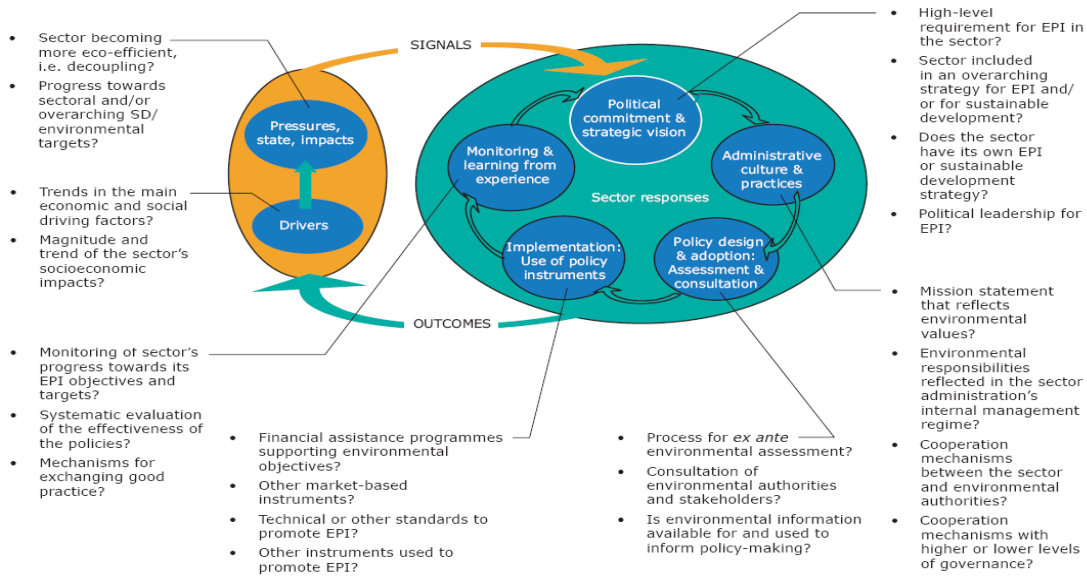 • Sector becoming
more eco-efficient,
i.e. decoupling?
• Progress towards
sectoral and/or
overarching SD/
environmental
targets?
• Trends in the main
economic and social
driving factors?
• Magnitude and
trend of the sector's
socioeconomic
impacts?
• Monitoring of sector's
progress towards its
EPI objectives and
targets?
• Systematic evaluation
of the effectiveness of
the policies?
• Mechanisms for
exchanging good
practice?
SIGNALS
Pressures,
state, impacts
Drivers
OUTCOMES
Political
commitment &
strategic vision
Monitoring &
learning from
experience
Administrative
culture &
practices
Sector responses
Implementation:
Use of policy
instruments
Policy design
& adoption:
Assessment &
consultation
• Financial assistance programmes
supporting environmental
objectives?
• Other market-based
instruments?
• Technical or other standards to
promote EPI?
• Other instruments used to
promote EPI?
• Process for ex ante
environmental assessment?
• Consultation of
environmental authorities
and stakeholders?
• Is environmental information
available for and used to
inform policy-making?
• High-level
requirement for EPI in
the sector?
• Sector included
in an overarching
strategy for EPI and/
or for sustainable
development?
• Does the sector
have its own EPI
or sustainable
development
strategy?
• Political leadership for
EPI?
• Mission statement
that reflects
environmental
values?
• Environmental
responsibilities
reflected in the sector
administration's
internal management
regime?
• Cooperation
mechanisms
between the sector
and environmental
authorities?
• Cooperation
mechanisms with
higher or lower levels
of governance?